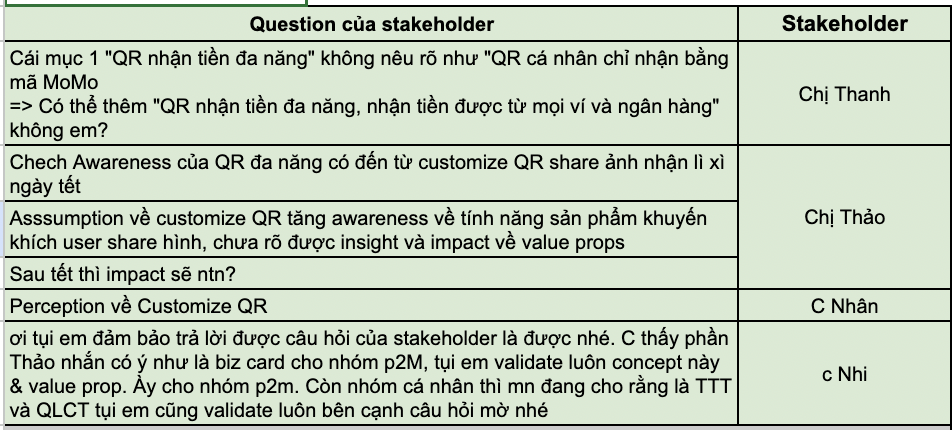 Question của stakeholder
Stakeholder
Cái mục 1 "QR nhận tiền đa năng" không nêu rõ như "QR cá nhân chỉ nhận bằng
mã MoMo
=> Có thể thêm "QR nhận tiền đa năng, nhận tiền được từ mọi ví và ngân hàng"
không em?
Chị Thanh
Chech Awareness của QR đa năng có đến từ customize QR share ảnh nhận lì xì
ngày tết
Asssumption về customize QR tăng awareness về tính năng sản phẩm khuyến
khích user share hình, chưa rõ được insight và impact về value props
Sau tết thì impact sẽ ntn?
Chị Thảo
Perception về Customize QR
C Nhân
ơi tụi em đảm bảo trả lời được câu hỏi của stakeholder là được nhé. C thấy phần
Thảo nhắn có ý như là biz card cho nhóm p2M, tụi em validate luôn concept này
& value prop. Ày cho nhóm p2m. Còn nhóm cá nhân thì mn đang cho rằng là TTT
và QLCT tụi em cũng validate luôn bên cạnh câu hỏi mờ nhé
c Nhi